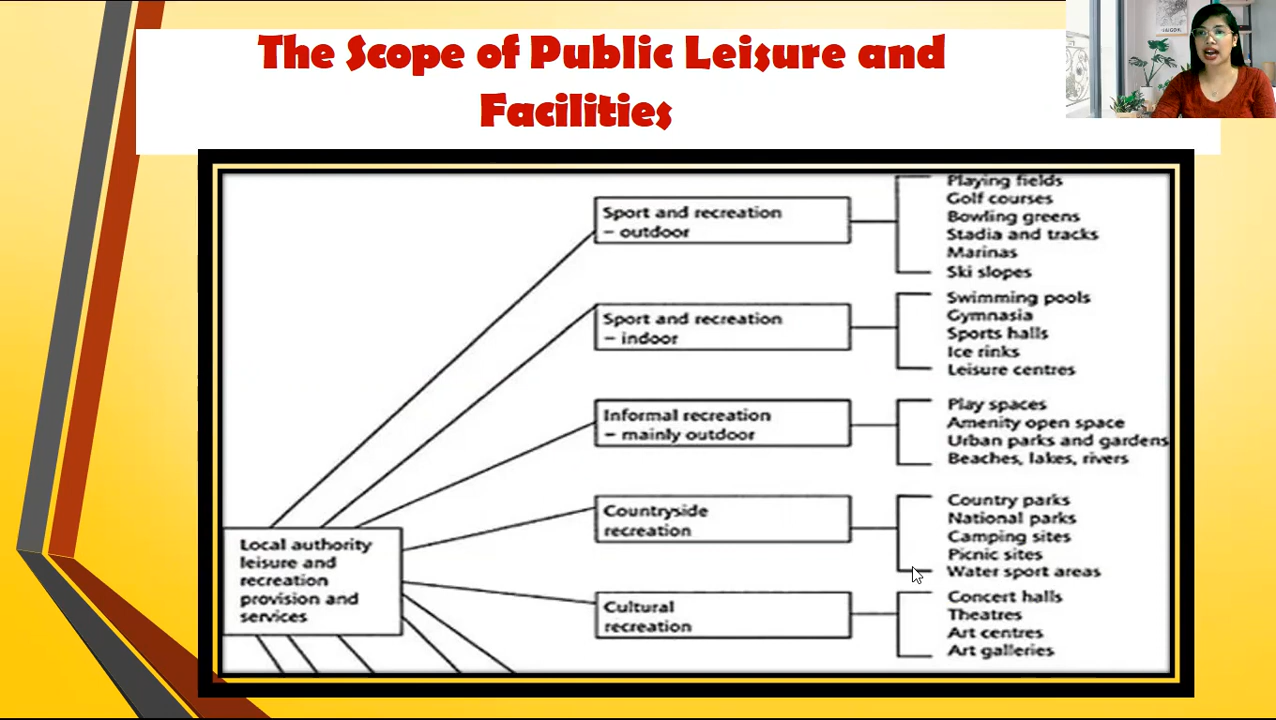 The Scope of Public Leisure and
Facilities
Sport and recreation
– outdoor
Playing fields
Golf courses
Bowling greens
Stadia and tracks
Marinas
Ski slopes
Sport and recreation
– indoor
Swimming pools
Gymnasia
Sports halls
Ice rinks
Leisure centres
Informal recreation
– mainly outdoor
Play spaces
Amenity open space
Urban parks and gardens
Beaches, lakes, rivers
Countryside
recreation
Country parks
National parks
Camping sites
Picnic sites
Water sport areas
Local authority
leisure and
recreation
provision and
services
Cultural
recreation
Concert halls
Theatres
Art centres
Art galleries